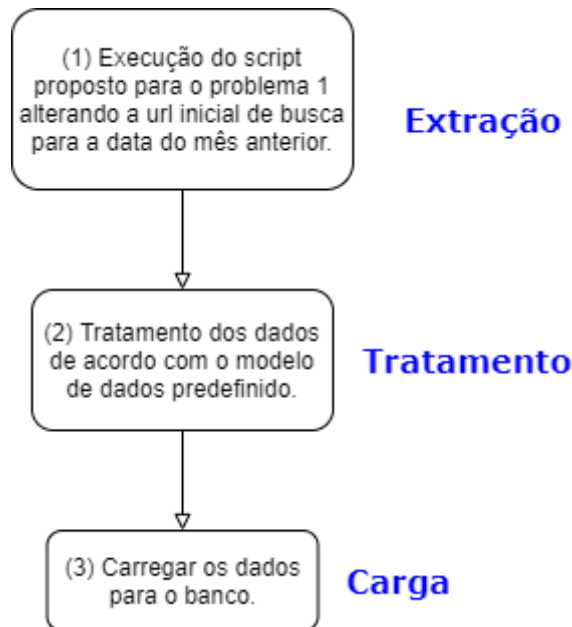 (1) Execução do script
proposto para o problema 1
alterando a url inicial de busca
para a data do mês anterior.
Extração
(2) Tratamento dos dados
de acordo com o modelo
de dados predefinido.
Tratamento
(3) Carregar os dados
para o banco.
Carga